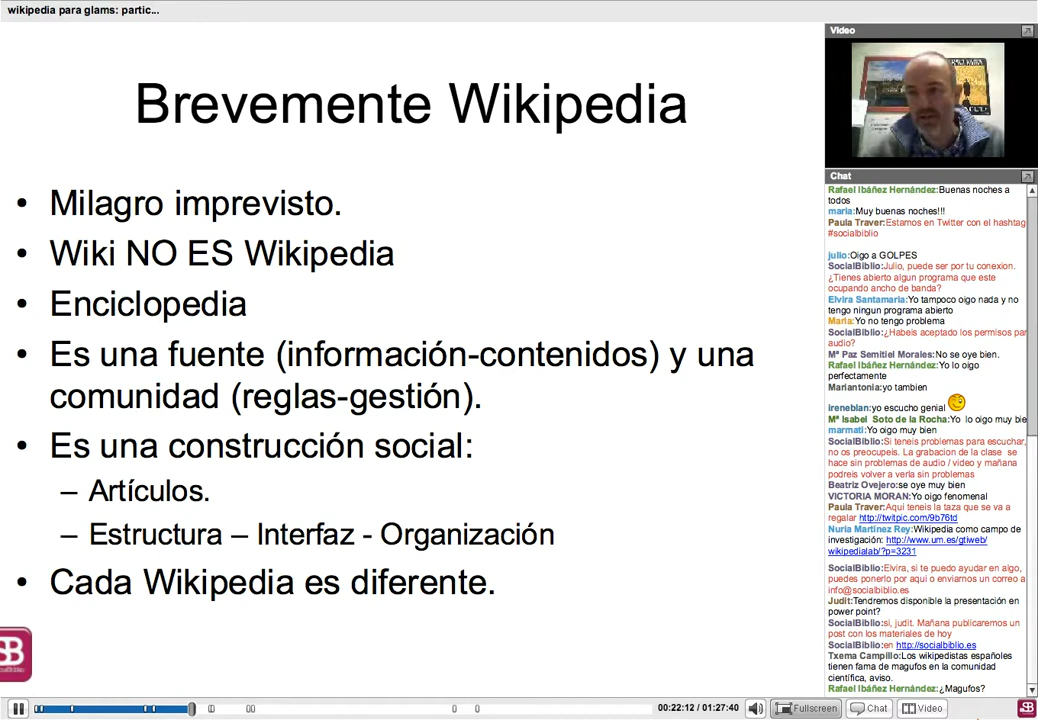 wikipedia para glams: partic...
Brevemente Wikipedia
• Milagro imprevisto.
• Wiki NO ES Wikipedia
• Enciclopedia
• Es una fuente (información-contenidos) y una
comunidad (reglas-gestión).
• Es una construcción social:
– Artículos.
– Estructura – Interfaz - Organización
• Cada Wikipedia es diferente.
SB
Video
Chat
Rafael Ibáñez Hernández:Buenas noches a
todos
maria:Muy buenas noches!!!
Paula Traver:Estamos en Twitter con el hashtag
#socialbiblio
julio:Oigo a GOLPES
SocialBiblio:Julio, puede ser por tu conexion.
¿Tienes abierto algun programa que este
ocupando ancho de banda?
Elvira Santamaria:Yo tampoco oigo nada y no
tengo ningun programa abierto
Maria:Yo no tengo problema
SocialBiblio:¿Habeis aceptado los permisos par
audio?
Mª Paz Semitiel Morales:No se oye bien.
Rafael Ibáñez Hernández:Yo lo oigo
perfectamente
Mariantonia:yo tambien
ireneblan:yo escucho genial
Mª Isabel Soto de la Rocha:Yo lo oigo muy bie
marmati:Yo oigo muy bien
SocialBiblio:Si teneis problemas para escuchar,
no os preocupeis. La grabacion de la clase se
hace sin problemas de audio / video y mañana
podreis volver a verla sin problemas
Beatriz Ovejero:se oye muy bien
VICTORIA MORAN:Yo oigo fenomenal
Paula Traver:Aqui teneis la taza que se va a
regalar http://twitpic.com/9b76td
Nuria Martínez Rey:Wikipedia como campo de
investigación: http://www.um.es/gtiweb/
wikipedialab/?p=3231
SocialBiblio:Elvira, si te puedo ayudar en algo,
puedes ponerlo por aqui o enviarnos un correo a
info@socialbiblio.es
Judit:Tendremos disponible la presentación en
power point?
SocialBiblio:si, judit. Mañana publicaremos un
post con los materiales de hoy
SocialBiblio:en http://socialbiblio.es
Txema Campillo:Los wikipedistas españoles
tienen fama de magufos en la comunidad
científica, aviso.
Rafael Ibáñez Hernández:¿Magufos?
00:22:12 / 01:27:40
Fullscreen
Chat
Video
SB